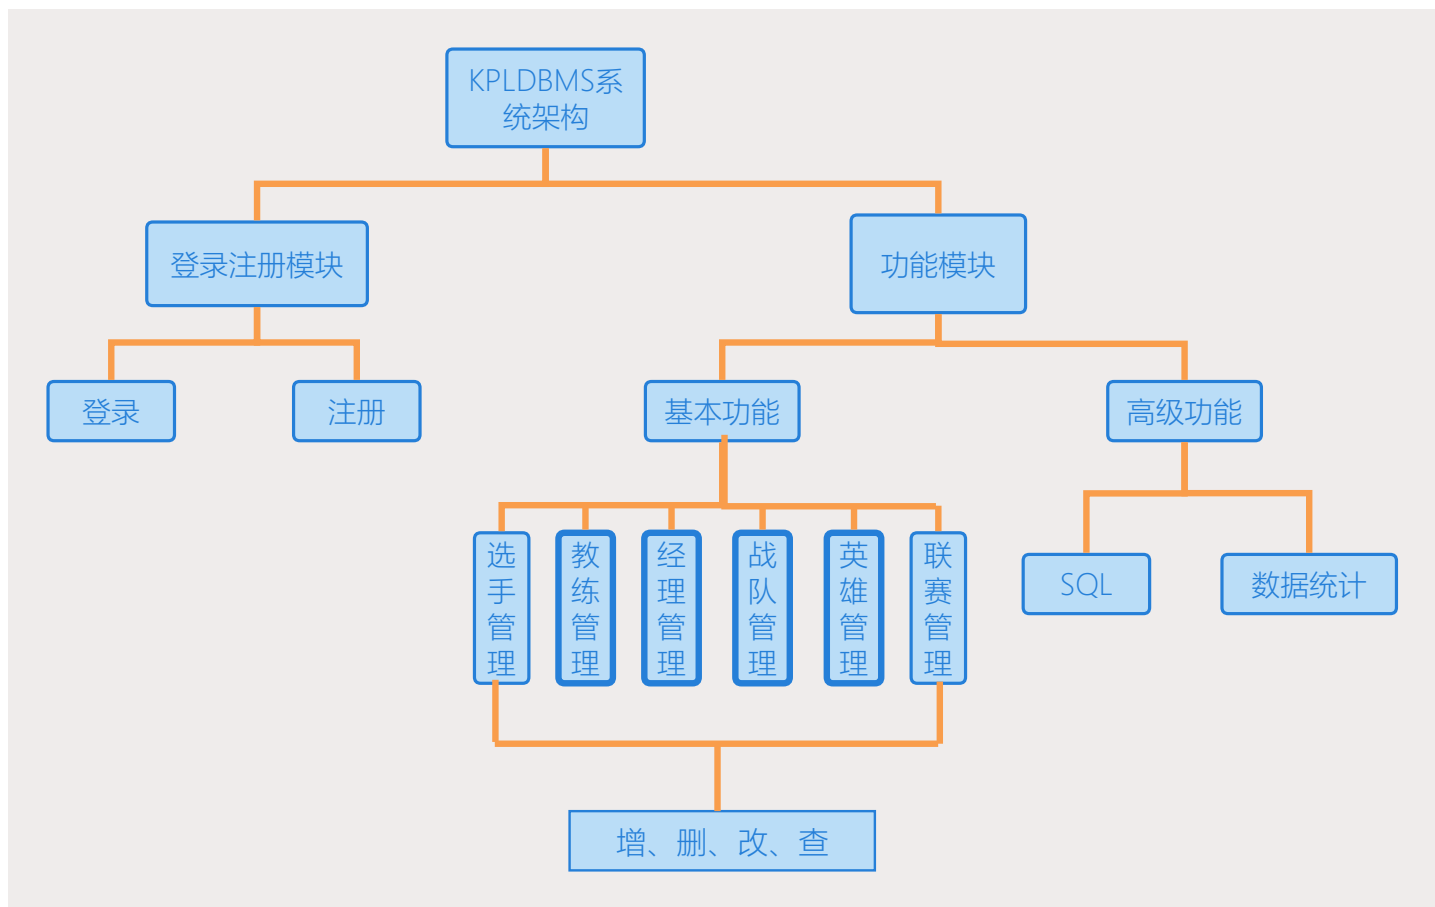 KPLDBMS系
统架构
登录注册模块
功能模块
登录
注册
基本功能
高级功能
选手管理
教练管理
经理管理
战队管理
英雄管理
联赛管理
SQL
数据统计
增、删、改、查